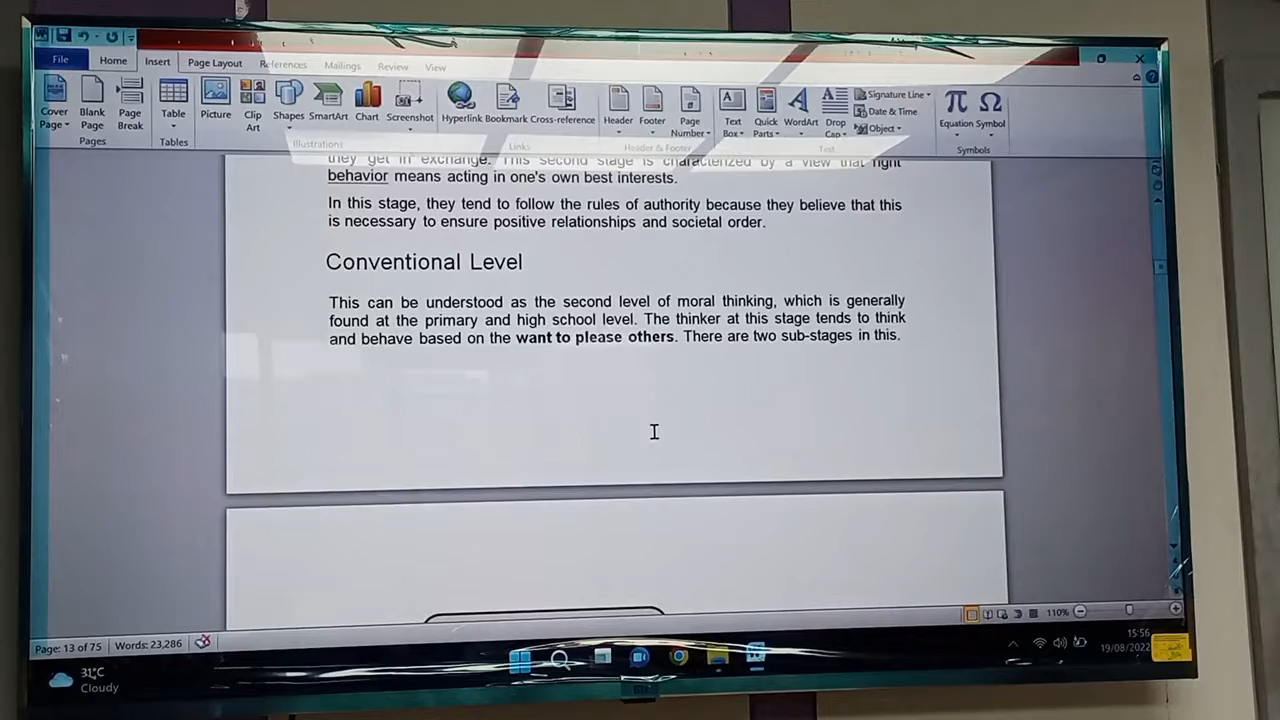 File Home Insert Page Layout References Mailings Review View
Cover Page Blank Page Page Break Table Picture Clip Art Shapes SmartArt Chart Screenshot Hyperlink Bookmark Cross-reference Header Footer Page Number Text Box Quick Parts WordArt Drop Cap Signature Line Date & Time Object Equation Symbol
Pages Tables Illustrations Links Header & Footer Text Symbols
they get in exchange. This second stage is characterized by a view that right
behavior means acting in one's own best interests.
In this stage, they tend to follow the rules of authority because they believe that this
is necessary to ensure positive relationships and societal order.
Conventional Level
This can be understood as the second level of moral thinking, which is generally
found at the primary and high school level. The thinker at this stage tends to think
and behave based on the want to please others. There are two sub-stages in this.
110%
Page: 13 of 75 Words: 23,286
31°C
Cloudy
15:56
19/08/2022